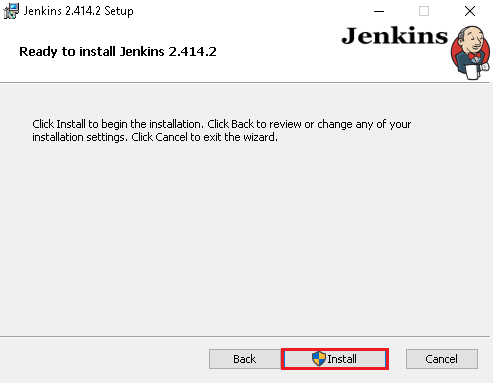 Jenkins 2.414.2 Setup
Ready to install Jenkins 2.414.2
Jenkins
Click Install to begin the installation. Click Back to review or change any of your
installation settings. Click Cancel to exit the wizard.
Back
Install
Cancel